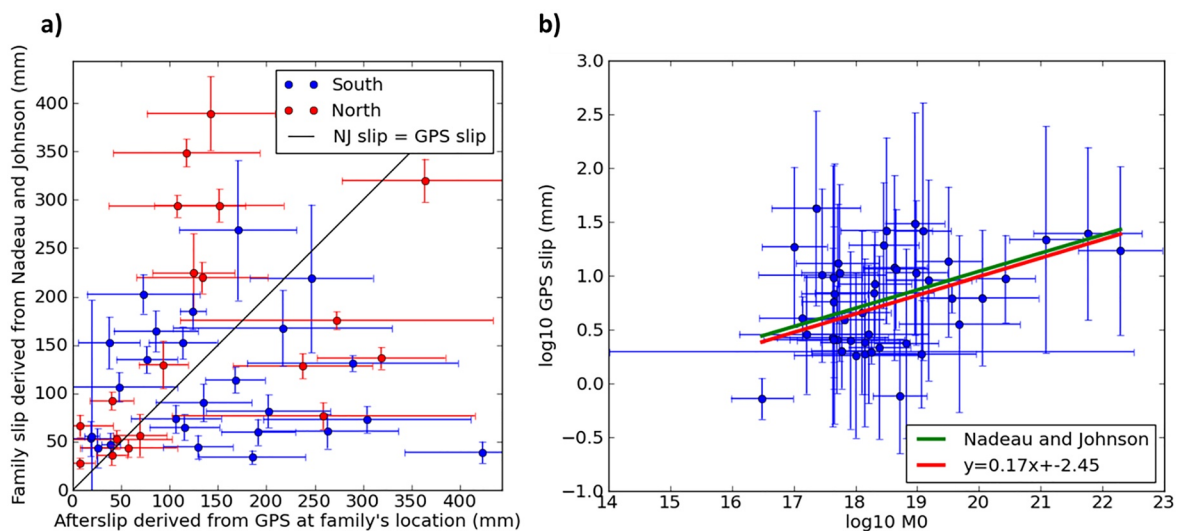 a)
Family slip derived from Nadeau and Johnson (mm)
400
350
300
250
200
150
100
50
0
0 50 100 150 200 250 300 350 400
Afterslip derived from GPS at family's location (mm)
South
North
NJ slip = GPS slip
b)
log10 GPS slip (mm)
3.0
2.5
2.0
1.5
1.0
0.5
0.0
−0.5
−1.0
14 15 16 17 18 19 20 21 22 23
log10 M0
Nadeau and Johnson
y=0.17x+-2.45